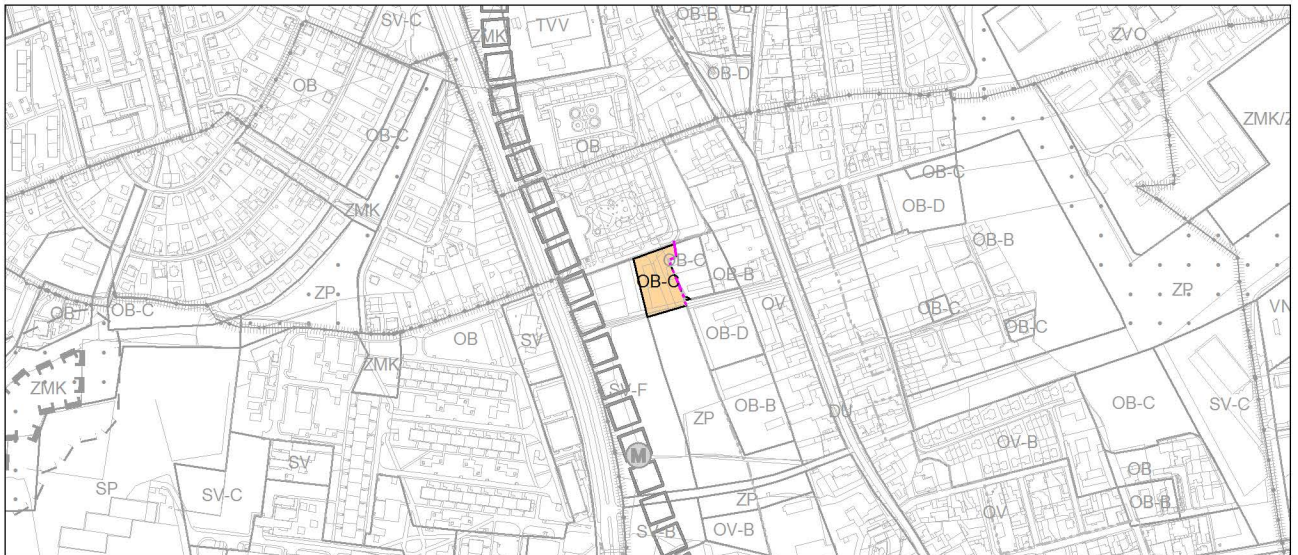 SV-C
ZMK
TVV
OB-B
OB
ZVO
OB-D
OB
OB-C
OB
ZMK/Z
ZMK
OB-C
OB-D
OB-B
OB-C
OB-C
OB-B
ZP
OV
ZP
OB
OB-C
OB-C
OB-C
VN
OB
SV
OB-D
ZMK
ZMK
SV-F
OB-B
OB-C
SV-C
ZP
DU
M
OV-B
SV
OB
SP
SV-C
ZP
OB-B
OV
OV-B
S -B